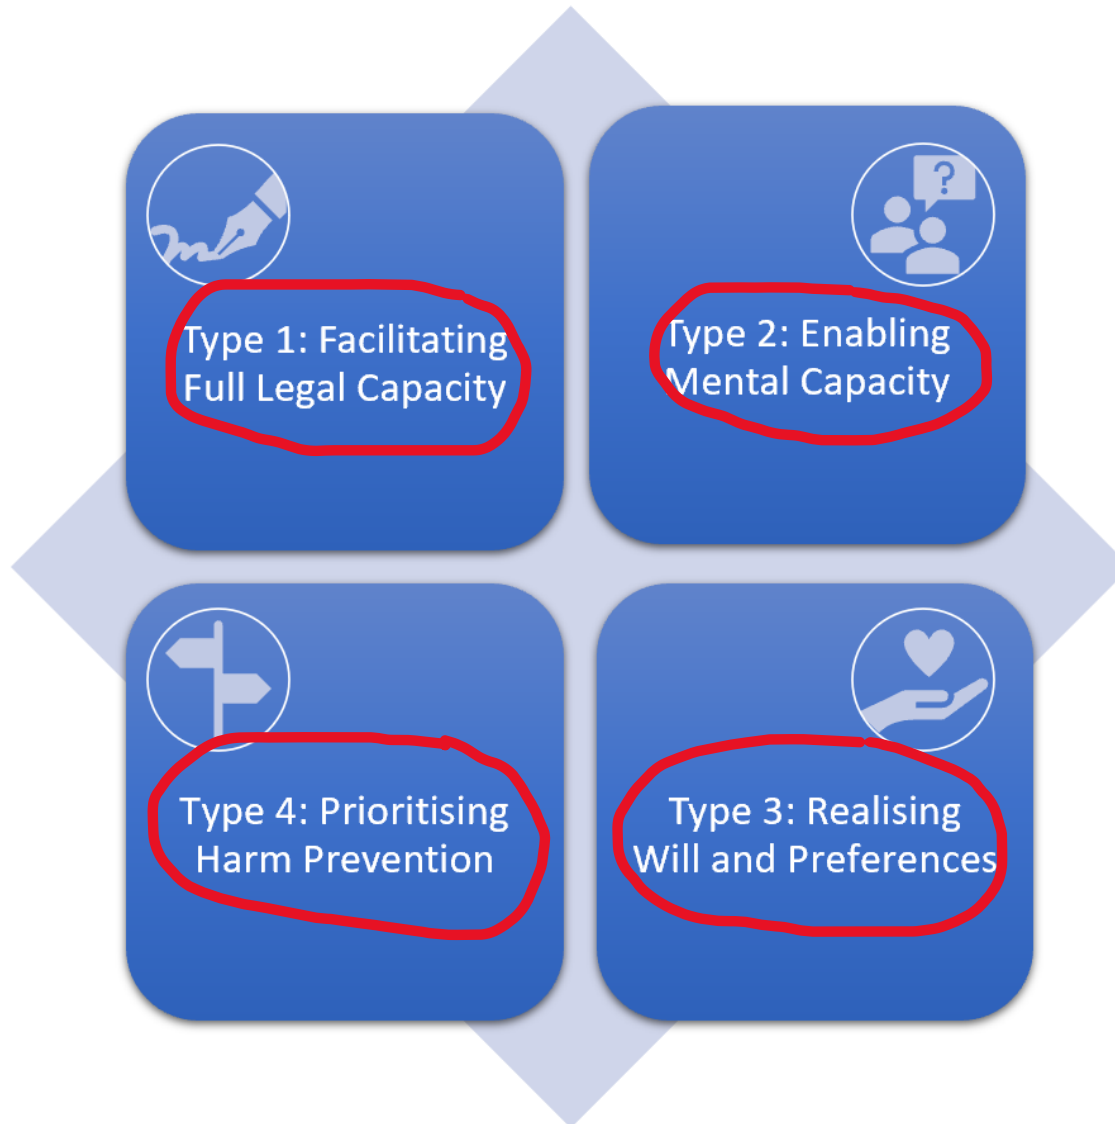 Type 1: Facilitating
Full Legal Capacity
?
Type 2: Enabling
Mental Capacity
Type 4: Prioritising
Harm Prevention
Type 3: Realising
Will and Preferences